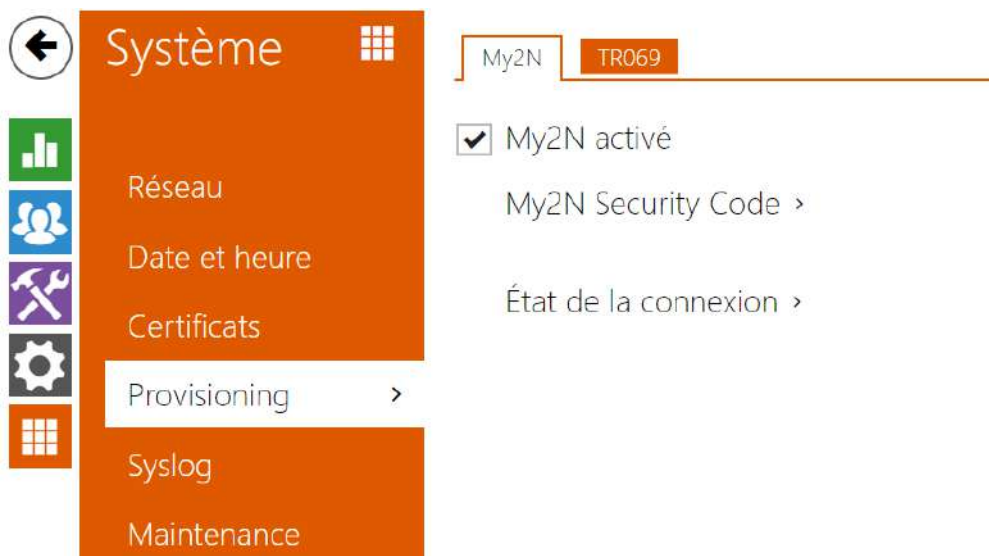 Système
Réseau
Date et heure
Certificats
Provisioning
Syslog
Maintenance
My2N
TR069
My2N activé
My2N Security Code
État de la connexion